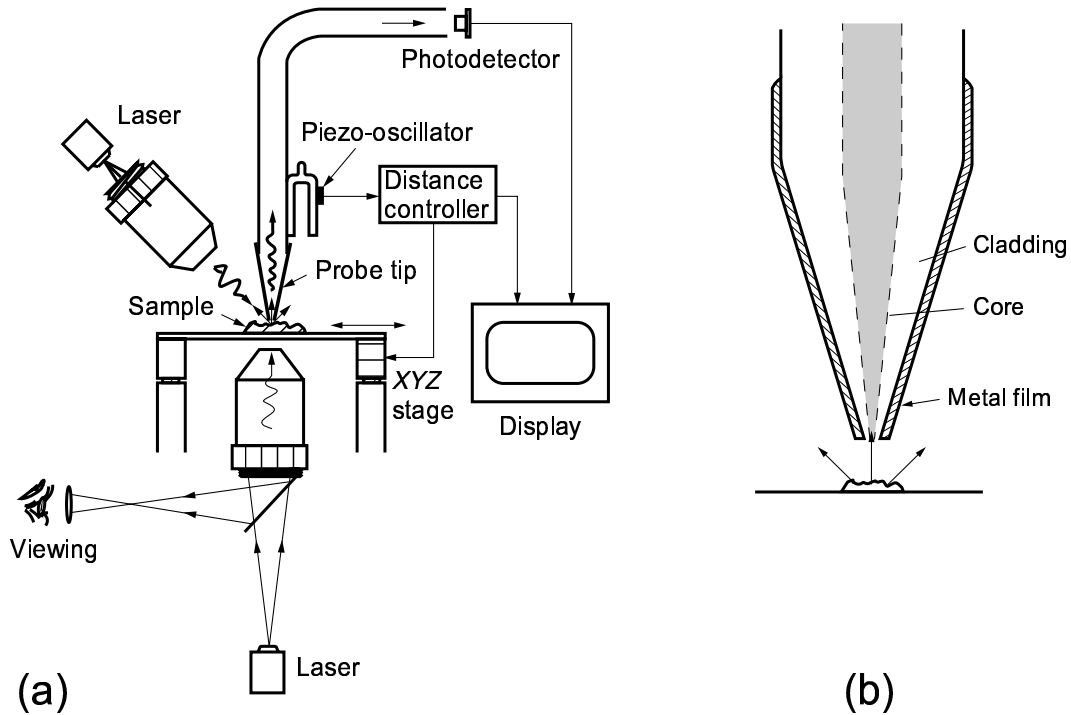 Photodetector
Laser
Piezo-oscillator
Distance
controller
Probe tip
Sample
XYZ
stage
Display
Viewing
Laser
(a)
Cladding
Core
Metal film
(b)